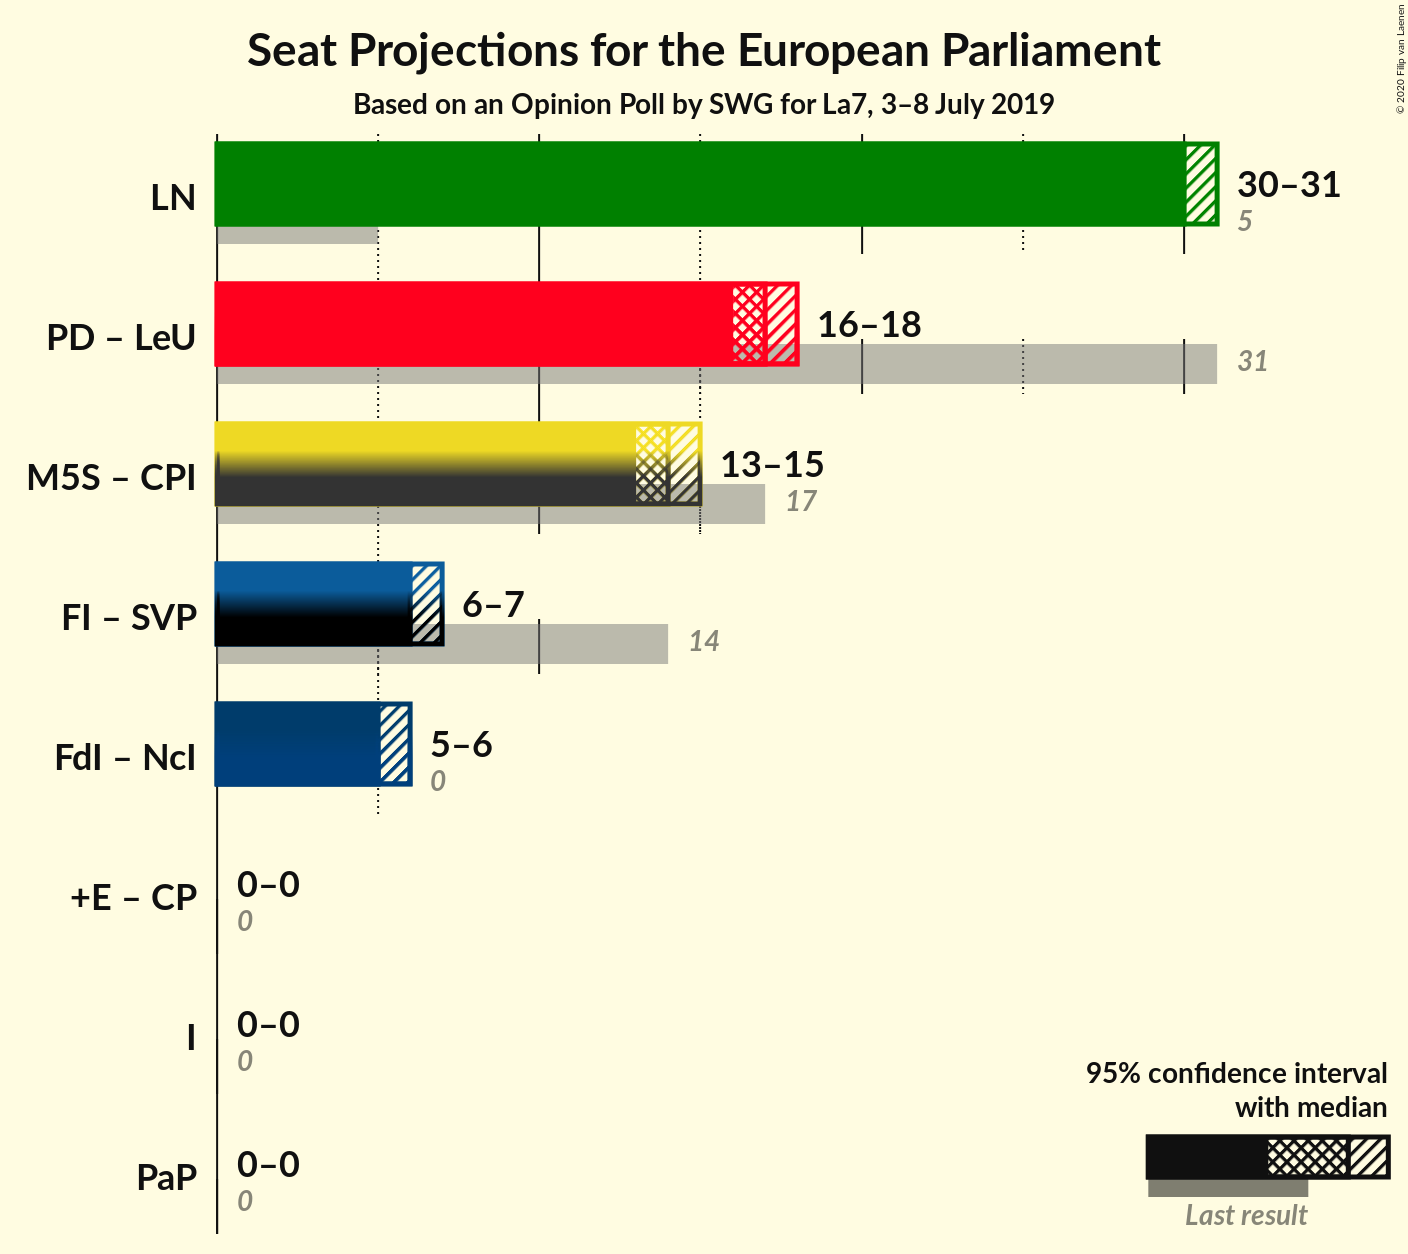 Seat Projections for the European Parliament
Based on an Opinion Poll by SWG for La7, 3–8 July 2019
© 2020 Filip van Laenen
LN
30–31
5
PD – LeU
16–18
31
M5S – CPI
13–15
17
FI – SVP
6–7
14
FdI – NcI
5–6
0
+E – CP
0–0
0
I
0–0
0
PaP
0–0
0
95% confidence interval
with median
Last result